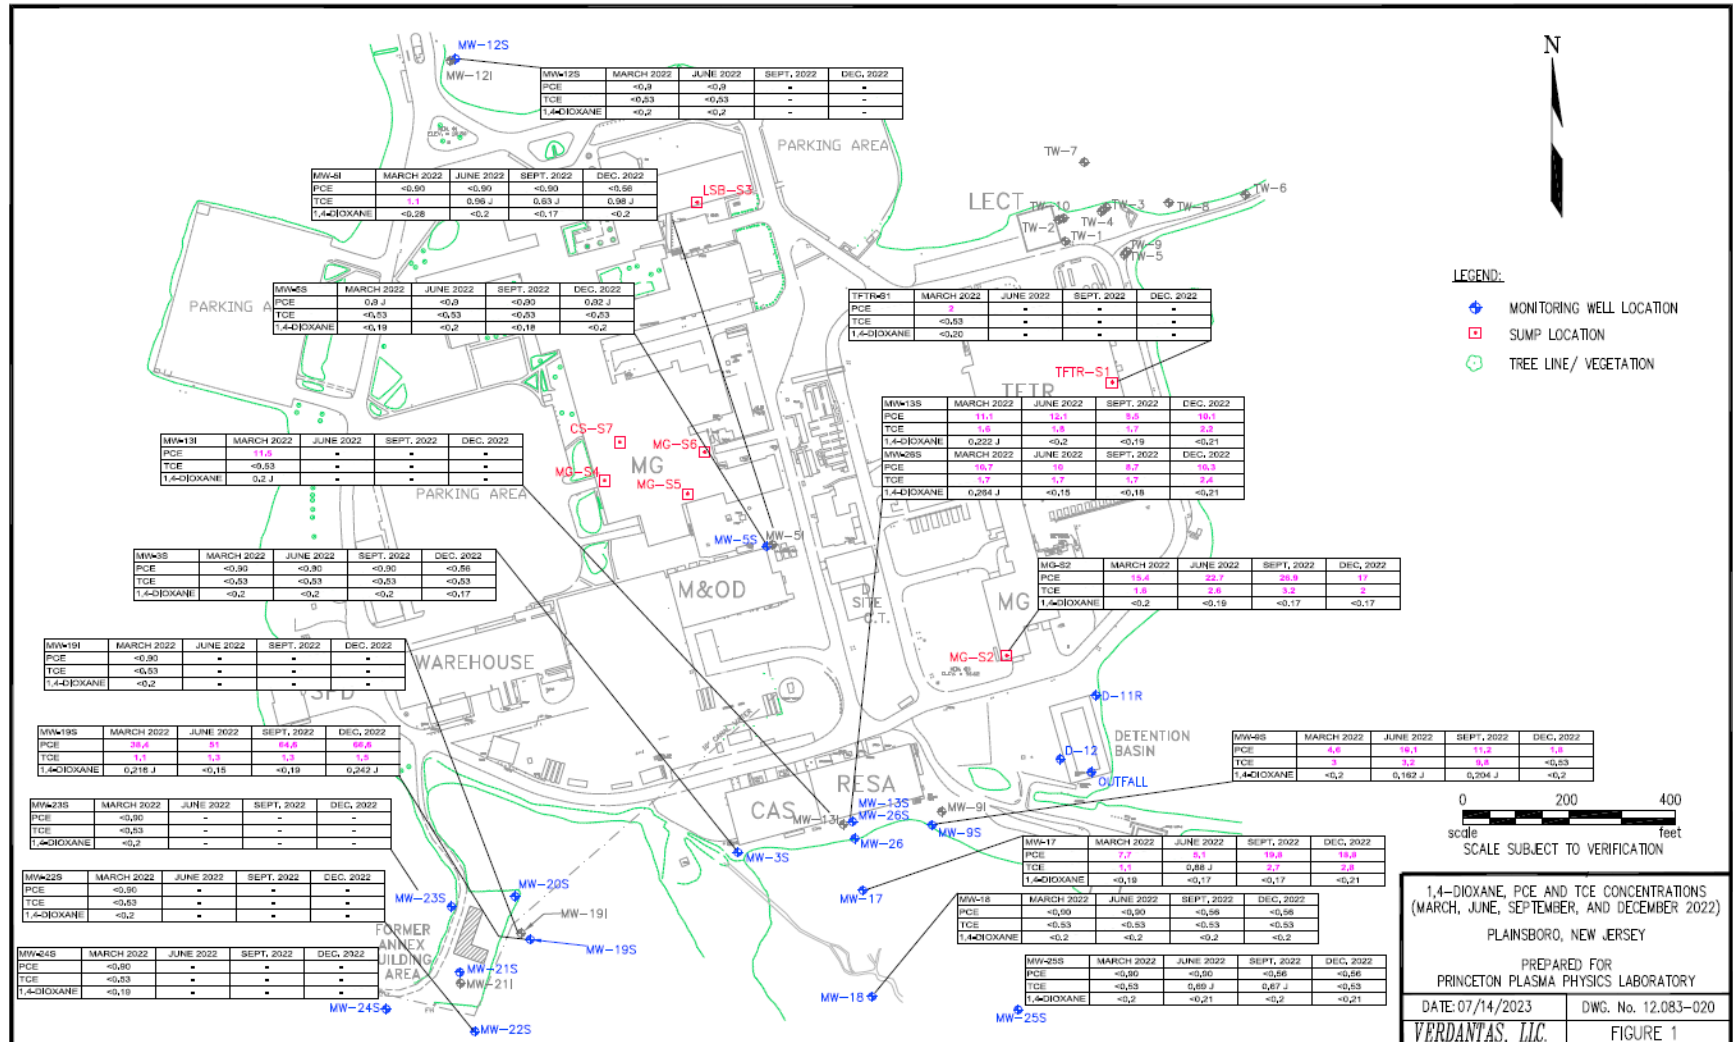 MW-12S
MW-12I
MW-12S MARCH 2022 JUNE 2022 SEPT. 2022 DEC. 2022
PCE <0.9 <0.9 - -
TCE <0.53 <0.53 - -
1,4-DIOXANE <0.2 <0.2 - -
PARKING AREA
N
TW-7
MW-5I MARCH 2022 JUNE 2022 SEPT. 2022 DEC. 2022
PCE <0.90 <0.90 <0.90 <0.56
TCE 1.1 0.96 J 0.63 J 0.98 J
1,4-DIOXANE <0.28 <0.2 <0.17 <0.2
LSB-S3
LECT
TW-6
TW-10
TW-3
TW-8
TW-4
TW-2
TW-1
TW-9
TW-5
LEGEND:
MONITORING WELL LOCATION
SUMP LOCATION
TREE LINE/ VEGETATION
MW-5S MARCH 2022 JUNE 2022 SEPT. 2022 DEC. 2022
PCE 0.9 J <0.9 <0.90 0.92 J
TCE <0.53 <0.53 <0.53 <0.53
1,4-DIOXANE <0.19 <0.2 <0.18 <0.2
PARKING A
TFTR-S1 MARCH 2022 JUNE 2022 SEPT. 2022 DEC. 2022
PCE 2 - - -
TCE <0.53 - - -
1,4-DIOXANE <0.20 - - -
TFTR-S1
TFTR
MW-13S MARCH 2022 JUNE 2022 SEPT. 2022 DEC. 2022
PCE 11.1 12.1 10.1
TCE 1.6 1.8 1.7 2.2
1,4-DIOXANE 0.222 J <0.2 <0.19 <0.21
MW-26S MARCH 2022 JUNE 2022 SEPT. 2022 DEC. 2022
PCE 10.7 10 8.7 10.3
TCE 1.7 1.7 1.7 2.4
1,4-DIOXANE 0.264 J <0.15 <0.18 <0.21
CS-S7
MG-S6
MG
MG-S4
MG-S5
MW-13I MARCH 2022 JUNE 2022 SEPT. 2022 DEC. 2022
PCE 11.5 - - -
TCE <0.53 - - -
1,4-DIOXANE 0.2 J - - -
PARKING AREA
MW-5S
MW-5I
MW-3S MARCH 2022 JUNE 2022 SEPT. 2022 DEC. 2022
PCE <0.90 <0.90 <0.90 <0.56
TCE <0.53 <0.53 <0.53 <0.53
1,4-DIOXANE <0.2 <0.2 <0.2 <0.17
M&OD
D
SITE
C.T.
MG
MG-S2 MARCH 2022 JUNE 2022 SEPT. 2022 DEC. 2022
PCE 15.4 22.7 26.9 17
TCE 1.6 2.6 3.2 2
1,4-DIOXANE <0.2 <0.19 <0.17 <0.17
MG-S2
MW-19I MARCH 2022 JUNE 2022 SEPT. 2022 DEC. 2022
PCE <0.90 - - -
TCE <0.53 - - -
1,4-DIOXANE <0.2 - - -
WAREHOUSE
SPD
D-11R
DETENTION
BASIN
D-12
OUTFALL
MW-19S MARCH 2022 JUNE 2022 SEPT. 2022 DEC. 2022
PCE 38.4 51 64.5 66.5
TCE 1.1 1.3 1.3 1.5
1,4-DIOXANE 0.216 J <0.15 <0.19 0.242 J
MW-9S MARCH 2022 JUNE 2022 SEPT. 2022 DEC. 2022
PCE 4.6 10.1 11.2 1.8
TCE 3 3.2 9.8 <0.53
1,4-DIOXANE <0.2 0.162 J 0.204 J <0.2
RESA
CAS
MW-13S
MW-13I
MW-26S
MW-26
MW-9I
MW-9S
MW-3S
0 200 400
scale feet
SCALE SUBJECT TO VERIFICATION
MW-23S MARCH 2022 JUNE 2022 SEPT. 2022 DEC. 2022
PCE <0.90 - - -
TCE <0.53 - - -
1,4-DIOXANE <0.2 - - -
MW-17 MARCH 2022 JUNE 2022 SEPT. 2022 DEC. 2022
PCE 7.7 5.1 19.8 18.8
TCE 1.1 0.88 J 2.7 2.8
1,4-DIOXANE <0.19 <0.17 <0.17 <0.21
MW-17
MW-22S MARCH 2022 JUNE 2022 SEPT. 2022 DEC. 2022
PCE <0.90 - - -
TCE <0.53 - - -
1,4-DIOXANE <0.2 - - -
MW-18 MARCH 2022 JUNE 2022 SEPT. 2022 DEC. 2022
PCE <0.90 <0.90 <0.56 <0.56
TCE <0.53 <0.53 <0.53 <0.53
1,4-DIOXANE <0.2 <0.2 <0.2 <0.2
MW-20S
MW-23S
MW-19I
MW-19S
FORMER
ANNEX
UILDING
AREA
MW-21S
MW-21I
MW-24S MARCH 2022 JUNE 2022 SEPT. 2022 DEC. 2022
PCE <0.90 - - -
TCE <0.53 - - -
1,4-DIOXANE <0.19 - - -
MW-25S MARCH 2022 JUNE 2022 SEPT. 2022 DEC. 2022
PCE <0.90 <0.90 <0.56 <0.56
TCE <0.53 0.69 J 0.67 J <0.53
1,4-DIOXANE <0.2 <0.21 <0.2 <0.21
MW-24S
FH
MW-22S
MW-18
MW-25S
1,4-DIOXANE, PCE AND TCE CONCENTRATIONS
(MARCH, JUNE, SEPTEMBER, AND DECEMBER 2022)
PLAINSBORO, NEW JERSEY
PREPARED FOR
PRINCETON PLASMA PHYSICS LABORATORY
DATE: 07/14/2023 DWG. No. 12.083-020
VERDANTAS, LLC. FIGURE 1